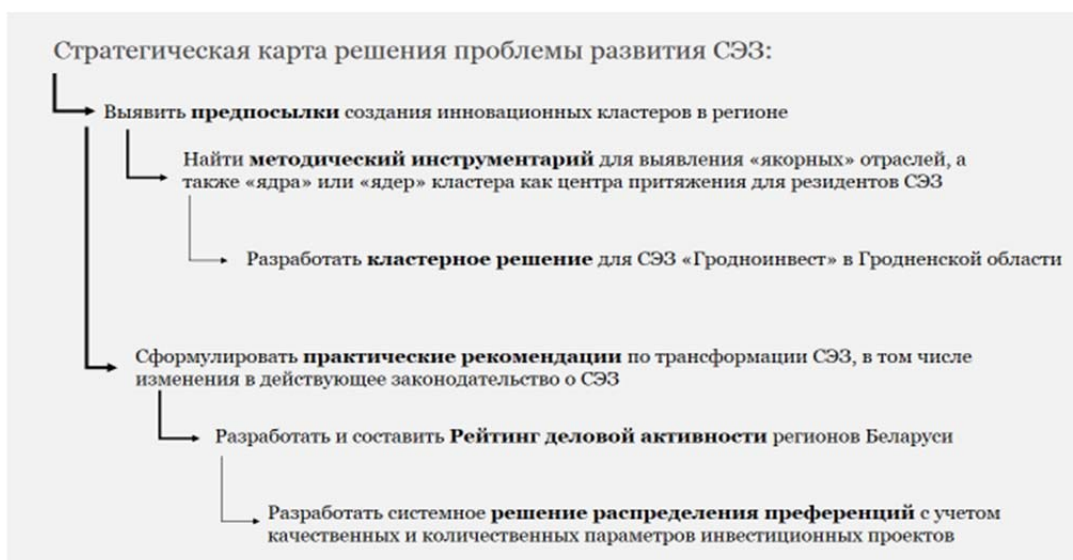 Стратегическая карта решения проблемы развития СЭЗ:
Выявить предпосылки создания инновационных кластеров в регионе
Найти методический инструментарий для выявления «якорных» отраслей, а
также «ядра» или «ядер» кластера как центра притяжения для резидентов СЭЗ
Разработать кластерное решение для СЭЗ «Гродноинвест» в Гродненской области
Сформулировать практические рекомендации по трансформации СЭЗ, в том числе
изменения в действующее законодательство о СЭЗ
Разработать и составить Рейтинг деловой активности регионов Беларуси
Разработать системное решение распределения преференций с учетом
качественных и количественных параметров инвестиционных проектов